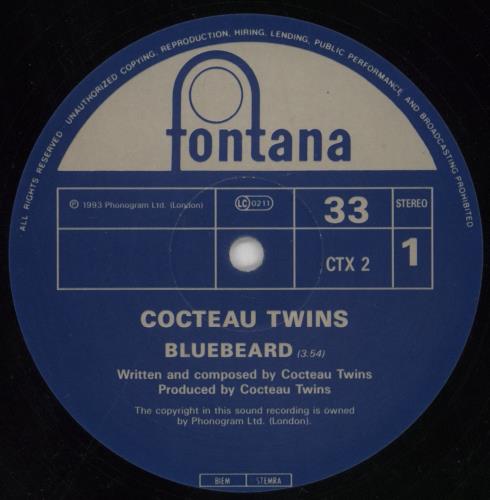 ALL RIGHTS RESERVED UNAUTHORIZED COPYING, REPRODUCTION, HIRING, LENDING, PUBLIC PERFORMANCE AND BROADCASTING PROHIBITED
fontana
℗ 1993 Phonogram Ltd. (London)
LC 0211
33
STEREO
CTX 2
1
COCTEAU TWINS
BLUEBEARD (3.54)
Written and composed by Cocteau Twins
Produced by Cocteau Twins
The copyright in this sound recording is owned
by Phonogram Ltd. (London).
BIEM STEMRA